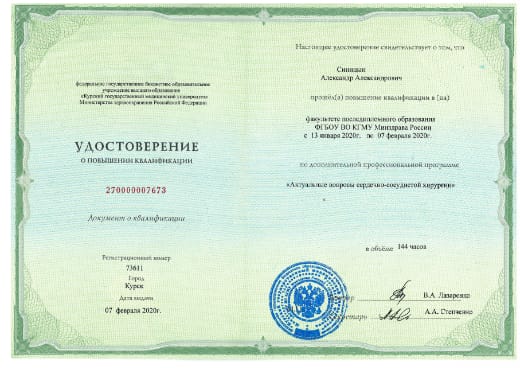 федеральное государственное бюджетное образовательное
учреждение высшего образования
«Курский государственный медицинский университет»
Министерства здравоохранения Российской Федерации
УДОСТОВЕРЕНИЕ
О ПОВЫШЕНИИ КВАЛИФИКАЦИИ
270000007673
Документ о квалификации
Регистрационный номер
73611
Город
Курск
Дата выдачи
07 февраля 2020г.
Настоящее удостоверение свидетельствует о том, что
Синицын
Александр Александрович
прошёл(а) повышение квалификации в (на)
факультете последипломного образования
ФГБОУ ВО КГМУ Минздрава России
с 13 января 2020г. по 07 февраля 2020г.
по дополнительной профессиональной программе
«Актуальные вопросы сердечно-сосудистой хирургии»
в объёме 144 часов
В.А. Лазаренко
А.А. Степченко